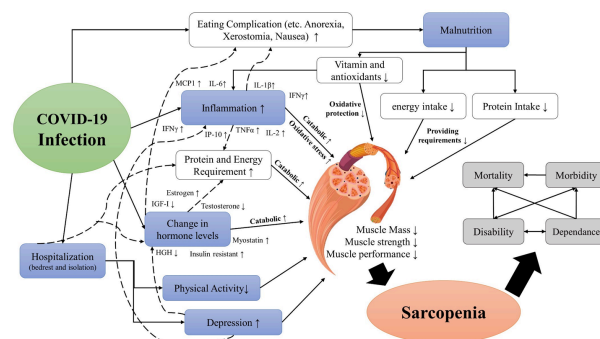 Eating Complication (etc. Anorexia,
Xerostomia, Nausea) ↑
Malnutrition
Vitamin and
antioxidants ↓
MCP1 ↑ IL-6↑ IL-1β↑
IFNγ↑
Inflammation ↑
Catabolic ↑
Oxidative stress ↑
Oxidative
protection ↓
energy intake ↓
Protein Intake ↓
COVID-19
Infection
IFNγ ↑ IP-10 ↑ TNFα ↑ IL-2 ↑
Providing
requirements ↓
Protein and Energy
Requirement ↑
Catabolic ↑
Mortality
Morbidity
Estrogen ↑
IGF-I ↓ Testosterone ↓
Change in
hormone levels
Catabolic ↑
Myostatin ↑
HGH ↓ Insulin resistant ↑
Muscle Mass ↓
Muscle strength ↓
Muscle performance ↓
Disability
Dependance
Hospitalization
(bedrest and isolation)
Physical Activity↓
Depression ↑
Sarcopenia